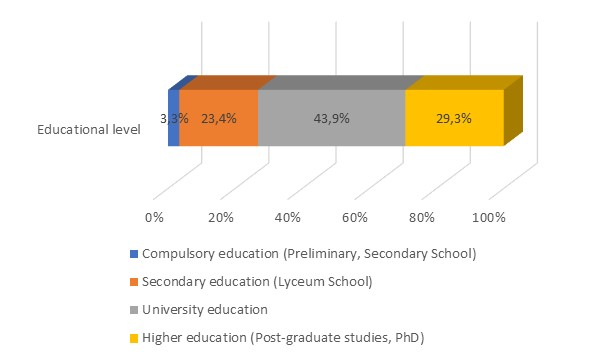 Educational level
3,3% 23,4% 43,9% 29,3%
0% 20% 40% 60% 80% 100%
Compulsory education (Preliminary, Secondary School)
Secondary education (Lyceum School)
University education
Higher education (Post-graduate studies, PhD)